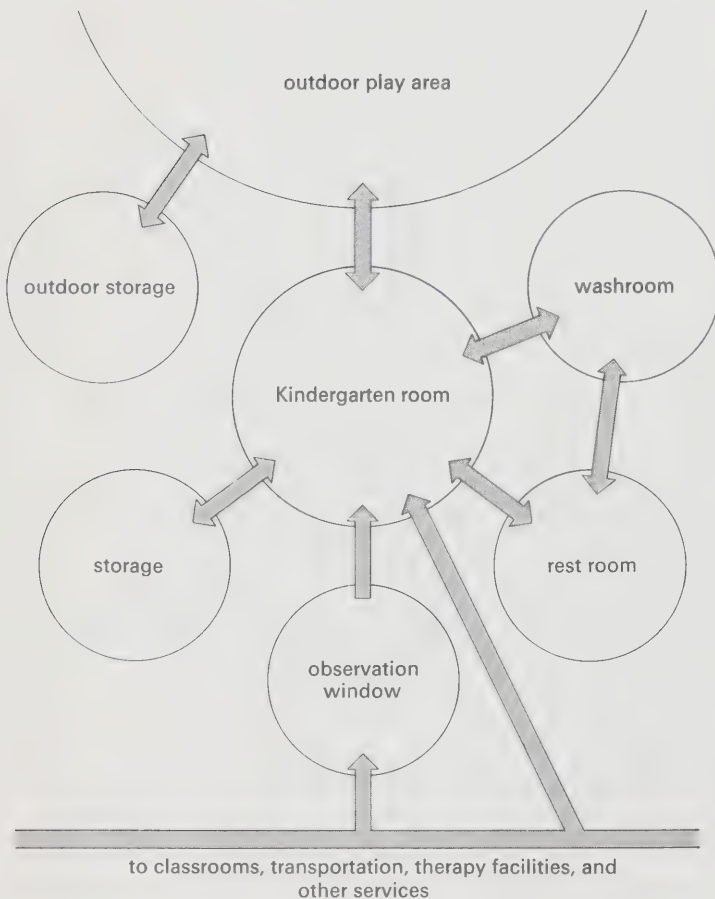 outdoor play area
outdoor storage
washroom
Kindergarten room
storage
rest room
observation
window
to classrooms, transportation, therapy facilities, and
other services